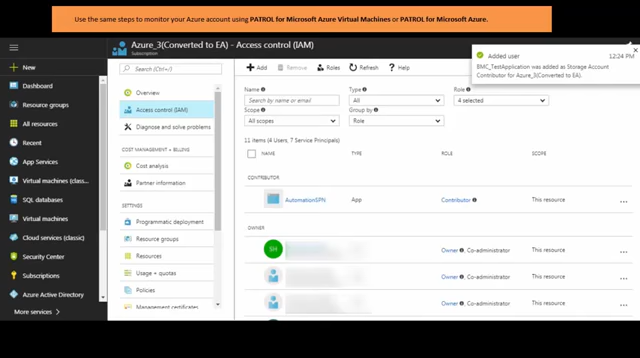 Use the same steps to monitor your Azure account using PATROL for Microsoft Azure Virtual Machines or PATROL for Microsoft Azure.
Azure_3(Converted to EA) - Access control (IAM)
Subscription
Added user 12:24 PM
BMC_TestApplication was added as Storage Account
Contributor for Azure_3(Converted to EA).
New
Dashboard
Resource groups
All resources
Recent
App Services
Virtual machines (classi...
SQL databases
Virtual machines
Cloud services (classic)
Security Center
Subscriptions
Azure Active Directory
More services
Search (Ctrl+/)
Overview
Access control (IAM)
Diagnose and solve problems
COST MANAGEMENT + BILLING
Cost analysis
Partner information
SETTINGS
Programmatic deployment
Resource groups
Resources
Usage + quotas
Policies
Management certificates
Add Remove Roles Refresh Help
Name Type Role
Search by name or email All 4 selected
Scope Group by
All scopes Role
11 items (4 Users, 7 Service Principals)
NAME TYPE ROLE SCOPE
CONTRIBUTOR
AutomationSPN App Contributor This resource ...
OWNER
SH Owner, Co-administrator This resource ...
Owner, Co-administrator This resource ...
Owner, Co-administrator This resource ...